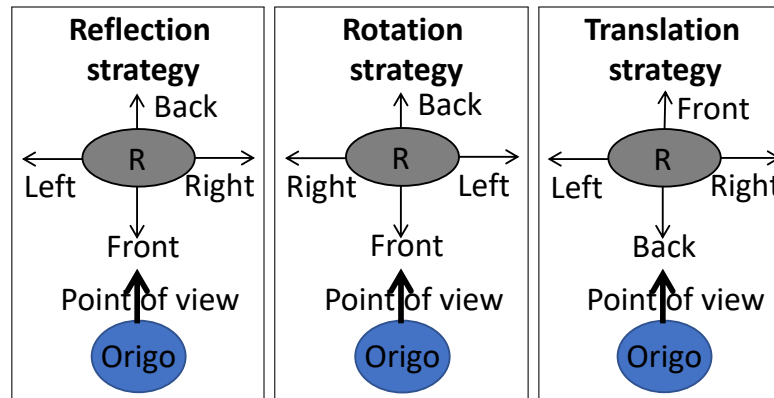 Reflection
strategy
Back
R
Left
Right
Front
Point of view
Origo
Rotation
strategy
Back
R
Right
Left
Front
Point of view
Origo
Translation
strategy
Front
R
Left
Right
Back
Point of view
Origo